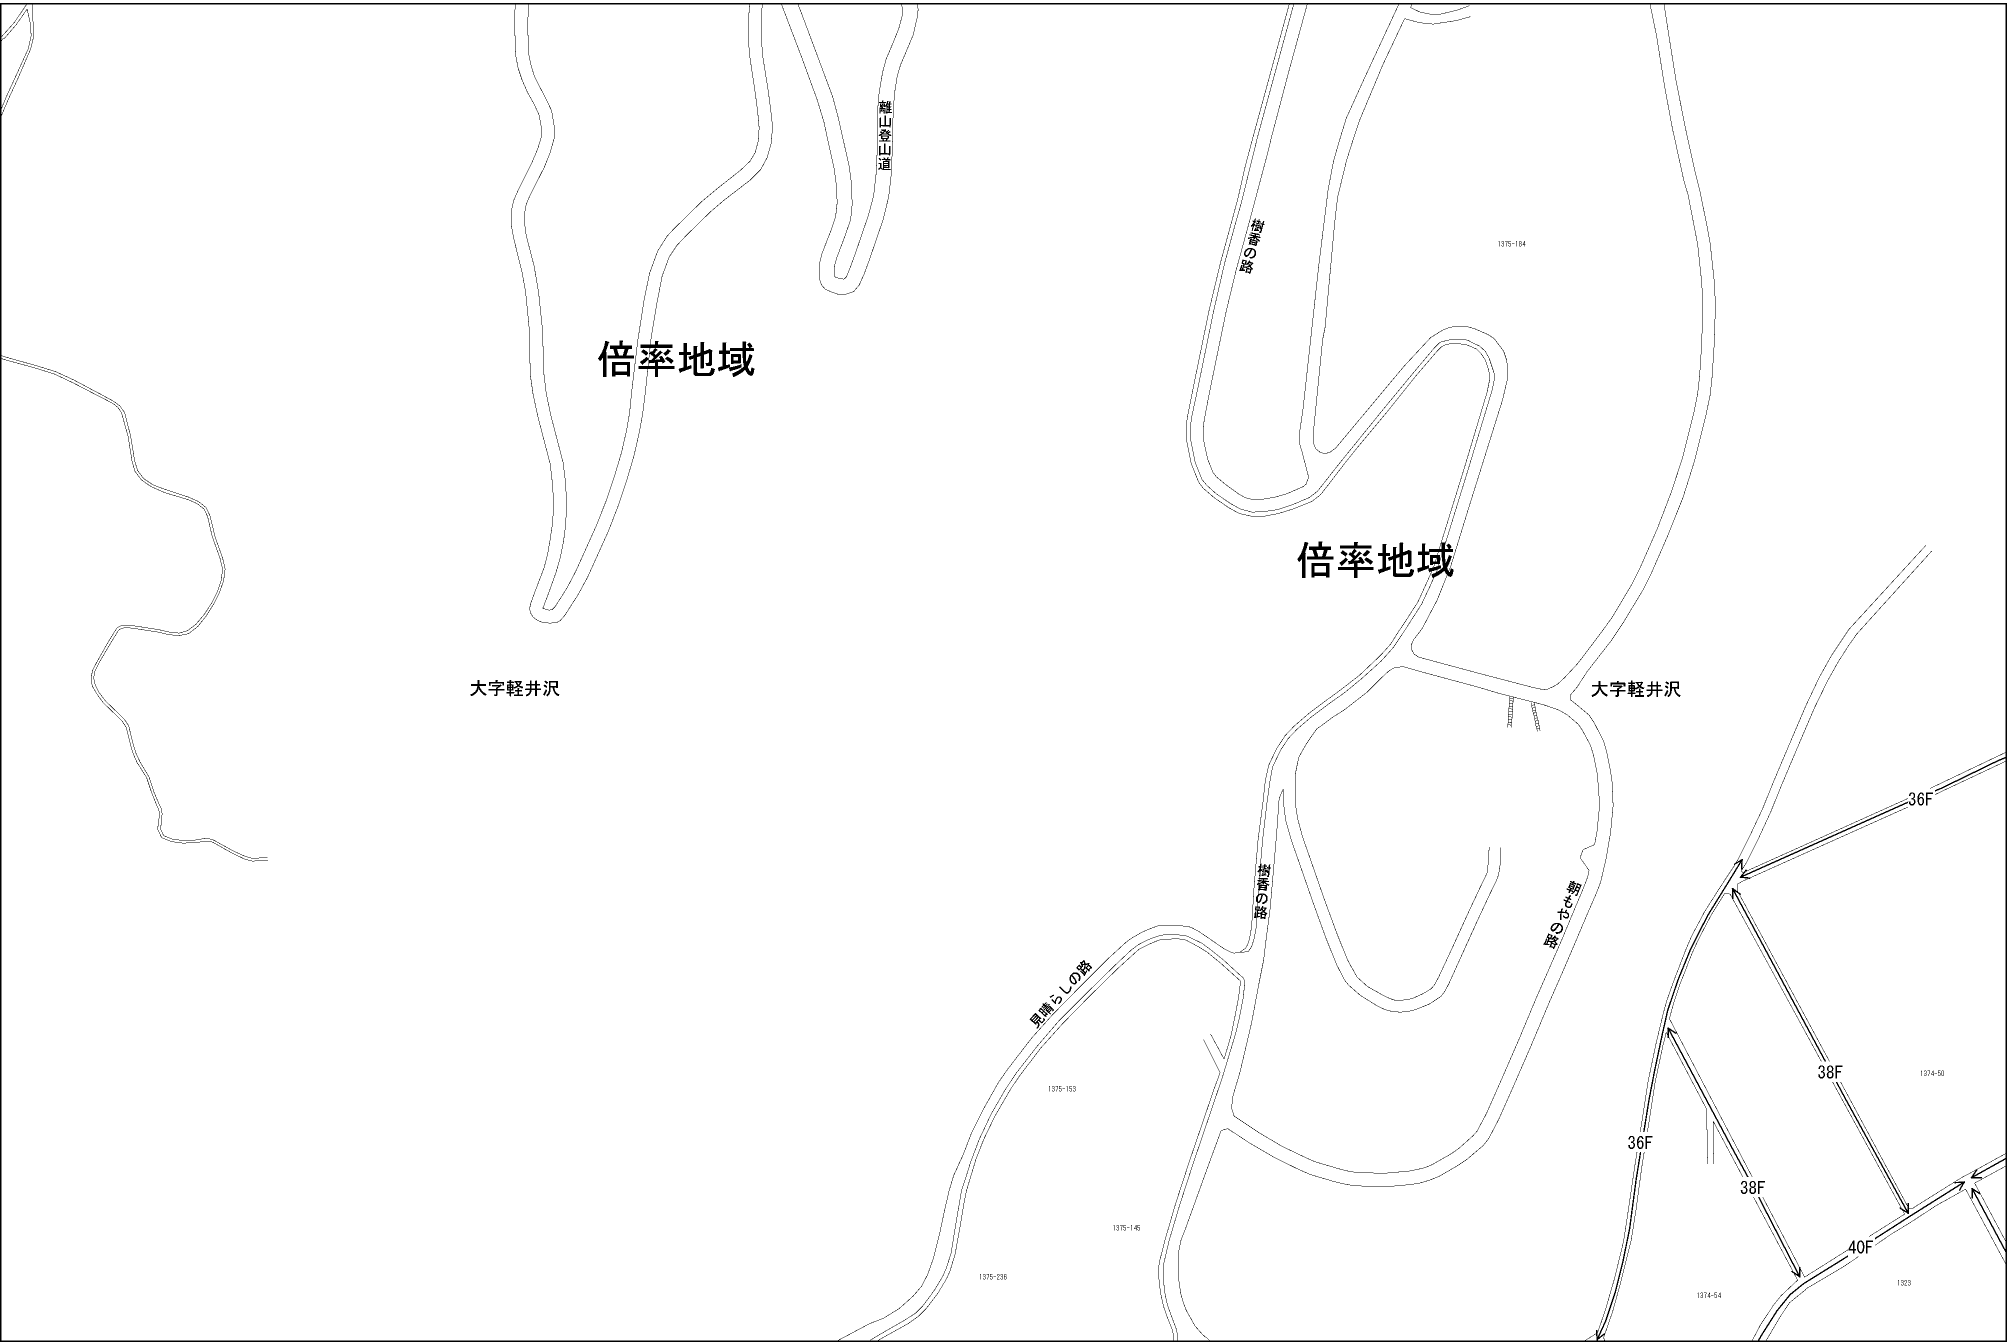 離山登山道
樹香の路
1375-184
倍率地域
倍率地域
大字軽井沢
大字軽井沢
36F
樹香の路
朝もやの路
見晴らしの路
38F
1374-50
1375-153
36F
38F
1375-145
40F
1375-236
1323
1374-54